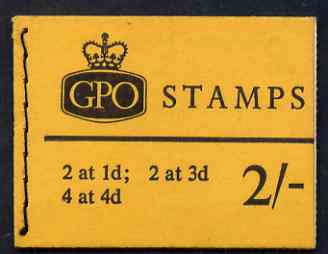 GPO STAMPS
2 at 1d; 2 at 3d
4 at 4d 2/-